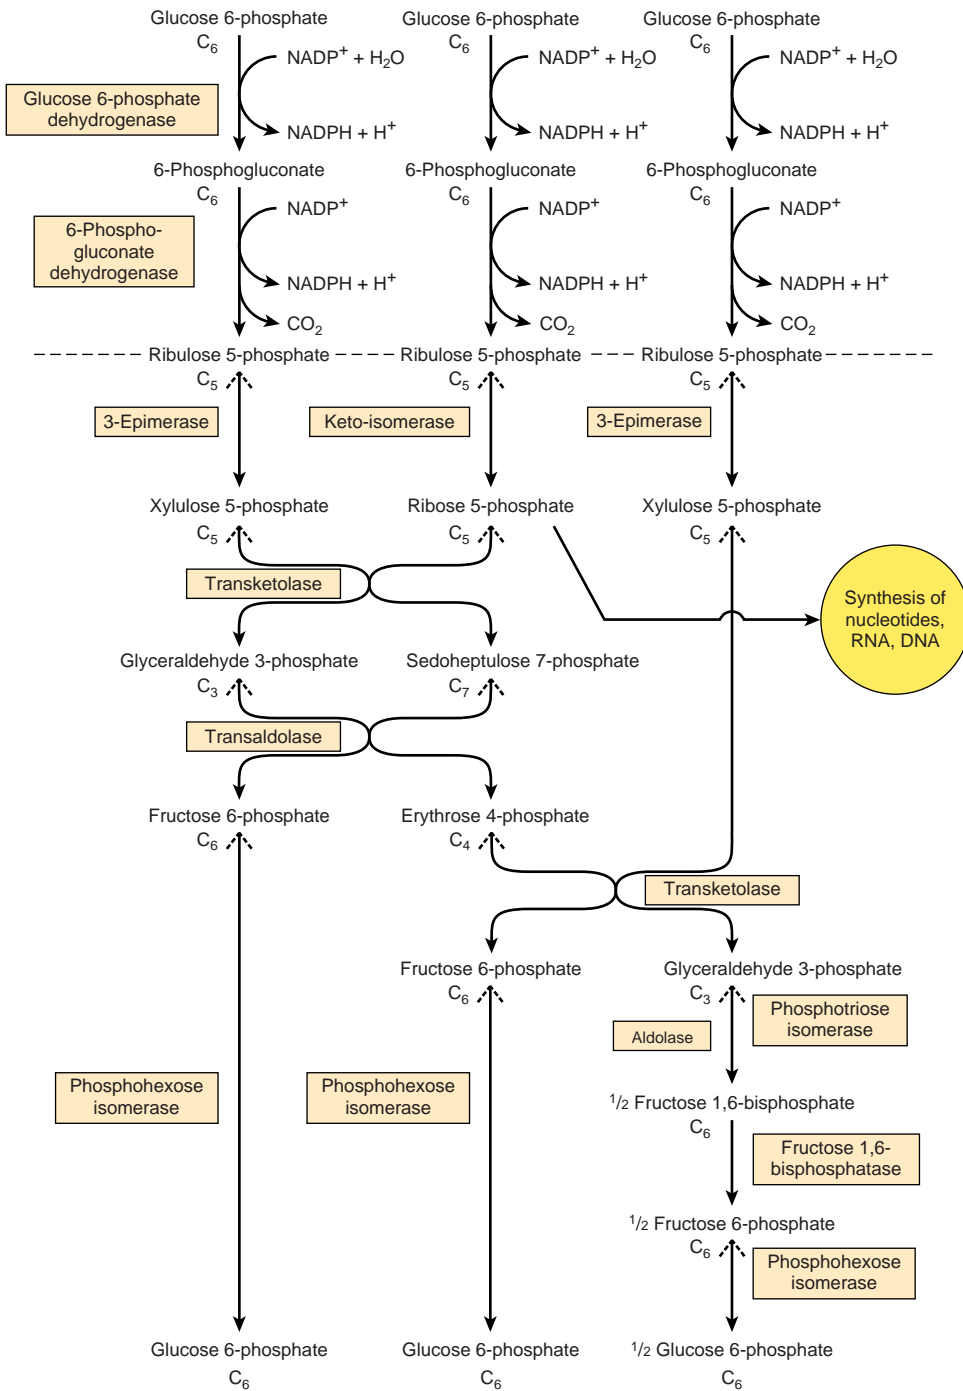 Glucose 6-phosphate Glucose 6-phosphate Glucose 6-phosphate
C6 C6 C6
NADP+ + H2O NADP+ + H2O NADP+ + H2O
Glucose 6-phosphate
dehydrogenase
NADPH + H+ NADPH + H+ NADPH + H+
6-Phosphogluconate 6-Phosphogluconate 6-Phosphogluconate
C6 C6 C6
NADP+ NADP+ NADP+
6-Phospho-
gluconate
dehydrogenase
NADPH + H+ NADPH + H+ NADPH + H+
CO2 CO2 CO2
Ribulose 5-phosphate Ribulose 5-phosphate Ribulose 5-phosphate
C5 C5 C5
3-Epimerase Keto-isomerase 3-Epimerase
Xylulose 5-phosphate Ribose 5-phosphate Xylulose 5-phosphate
C5 C5 C5
Transketolase
Synthesis of
nucleotides,
RNA, DNA
Glyceraldehyde 3-phosphate Sedoheptulose 7-phosphate
C3 C7
Transaldolase
Fructose 6-phosphate Erythrose 4-phosphate
C6 C4
Transketolase
Fructose 6-phosphate Glyceraldehyde 3-phosphate
C6 C3
Phosphotriose
isomerase
Aldolase
Phosphohexose
isomerase
Phosphohexose
isomerase
1/2 Fructose 1,6-bisphosphate
C6
Fructose 1,6-
bisphosphatase
1/2 Fructose 6-phosphate
C6
Phosphohexose
isomerase
Glucose 6-phosphate Glucose 6-phosphate 1/2 Glucose 6-phosphate
C6 C6 C6